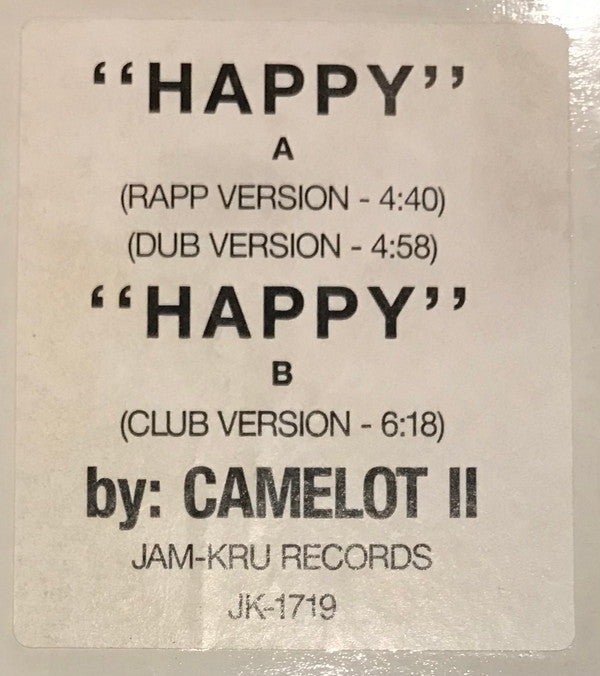 “HAPPY”
A
(RAPP VERSION - 4:40)
(DUB VERSION - 4:58)
“HAPPY”
B
(CLUB VERSION - 6:18)
by: CAMELOT II
JAM-KRU RECORDS
JK-1719